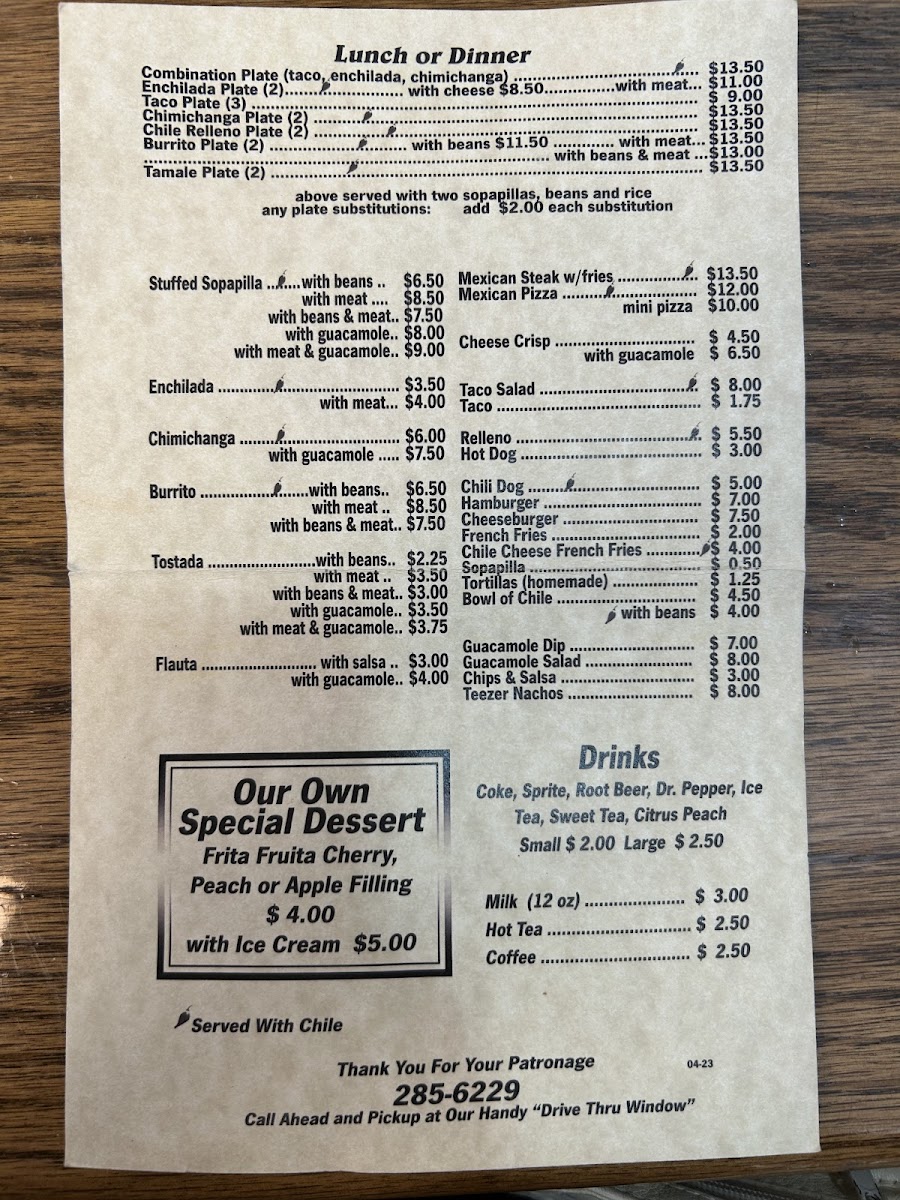 Lunch or Dinner
Combination Plate (taco, enchilada, chimichanga) ........ $13.50
Enchilada Plate (2)........ with cheese $8.50........with meat... $11.00
Taco Plate (3) ........ $ 9.00
Chimichanga Plate (2) ........ $13.50
Chile Relleno Plate (2) ........ $13.50
Burrito Plate (2) ........ with beans $11.50 ........ with meat... $13.50
........ with beans & meat ...$13.00
Tamale Plate (2) ........ $13.50
above served with two sopapillas, beans and rice
any plate substitutions: add $2.00 each substitution
Stuffed Sopapilla ........with beans .. $6.50
with meat .... $8.50
with beans & meat.. $7.50
with guacamole.. $8.00
with meat & guacamole.. $9.00
Enchilada ........ $3.50
with meat... $4.00
Chimichanga ........ $6.00
with guacamole ..... $7.50
Burrito ........with beans.. $6.50
with meat .. $8.50
with beans & meat.. $7.50
Tostada ........with beans.. $2.25
with meat .. $3.50
with beans & meat.. $3.00
with guacamole.. $3.50
with meat & guacamole.. $3.75
Flauta ........ with salsa .. $3.00
with guacamole.. $4.00
Mexican Steak w/fries ........ $13.50
Mexican Pizza ........ $12.00
mini pizza $10.00
Cheese Crisp ........ $ 4.50
with guacamole $ 6.50
Taco Salad ........ $ 8.00
Taco ........ $ 1.75
Relleno ........ $ 5.50
Hot Dog ........ $ 3.00
Chili Dog ........ $ 5.00
Hamburger ........ $ 7.00
Cheeseburger ........ $ 7.50
French Fries ........ $ 2.00
Chile Cheese French Fries ........ $ 4.00
Sopapilla ........ $ 0.50
Tortillas (homemade) ........ $ 1.25
Bowl of Chile ........ $ 4.50
with beans $ 4.00
Guacamole Dip ........ $ 7.00
Guacamole Salad ........ $ 8.00
Chips & Salsa ........ $ 3.00
Teezer Nachos ........ $ 8.00
Our Own
Special Dessert
Frita Fruita Cherry,
Peach or Apple Filling
$ 4.00
with Ice Cream $5.00
Drinks
Coke, Sprite, Root Beer, Dr. Pepper, Ice
Tea, Sweet Tea, Citrus Peach
Small $ 2.00 Large $ 2.50
Milk (12 oz) ........ $ 3.00
Hot Tea ........ $ 2.50
Coffee ........ $ 2.50
Served With Chile
Thank You For Your Patronage
04-23
285-6229
Call Ahead and Pickup at Our Handy "Drive Thru Window"